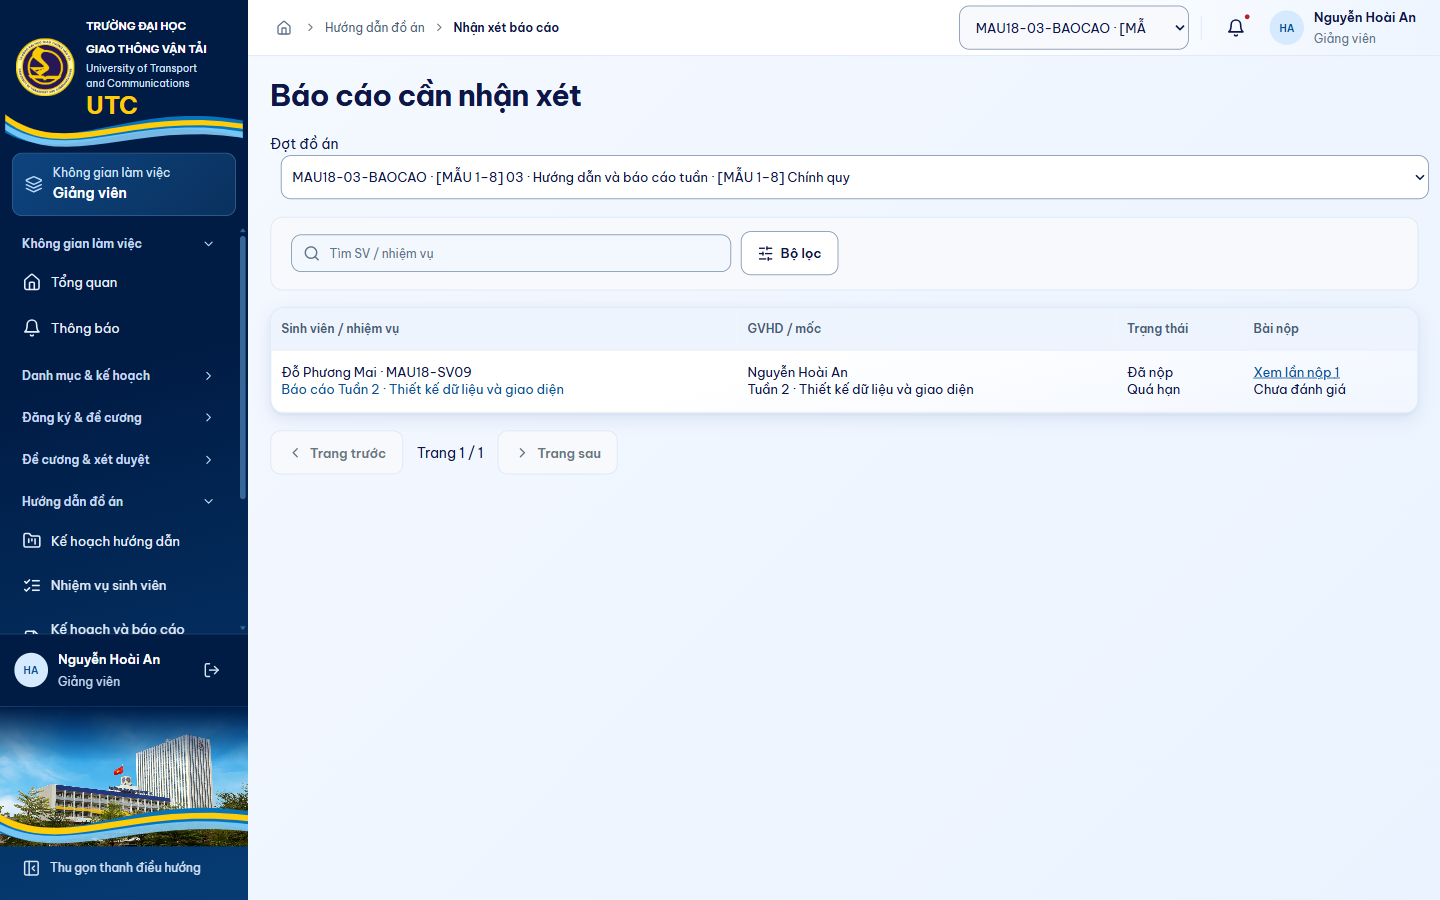 TRƯỜNG ĐẠI HỌC
GIAO THÔNG VẬN TẢI
University of Transport
and Communications
UTC
Không gian làm việc
Giảng viên
Không gian làm việc
Tổng quan
Thông báo
Danh mục & kế hoạch
Đăng ký & đề cương
Đề cương & xét duyệt
Hướng dẫn đồ án
Kế hoạch hướng dẫn
Nhiệm vụ sinh viên
Kế hoạch và báo cáo
HA
Nguyễn Hoài An
Giảng viên
Thu gọn thanh điều hướng
Hướng dẫn đồ án
Nhận xét báo cáo
MAU18-03-BAOCAO · [MẪ
HA
Nguyễn Hoài An
Giảng viên
Báo cáo cần nhận xét
Đợt đồ án
MAU18-03-BAOCAO · [MẪU 1–8] 03 · Hướng dẫn và báo cáo tuần · [MẪU 1–8] Chính quy
Tìm SV / nhiệm vụ
Bộ lọc
Sinh viên / nhiệm vụ
GVHD / mốc
Trạng thái
Bài nộp
Đỗ Phương Mai · MAU18-SV09
Báo cáo Tuần 2 · Thiết kế dữ liệu và giao diện
Nguyễn Hoài An
Tuần 2 · Thiết kế dữ liệu và giao diện
Đã nộp
Quá hạn
Xem lần nộp 1
Chưa đánh giá
Trang trước
Trang 1 / 1
Trang sau